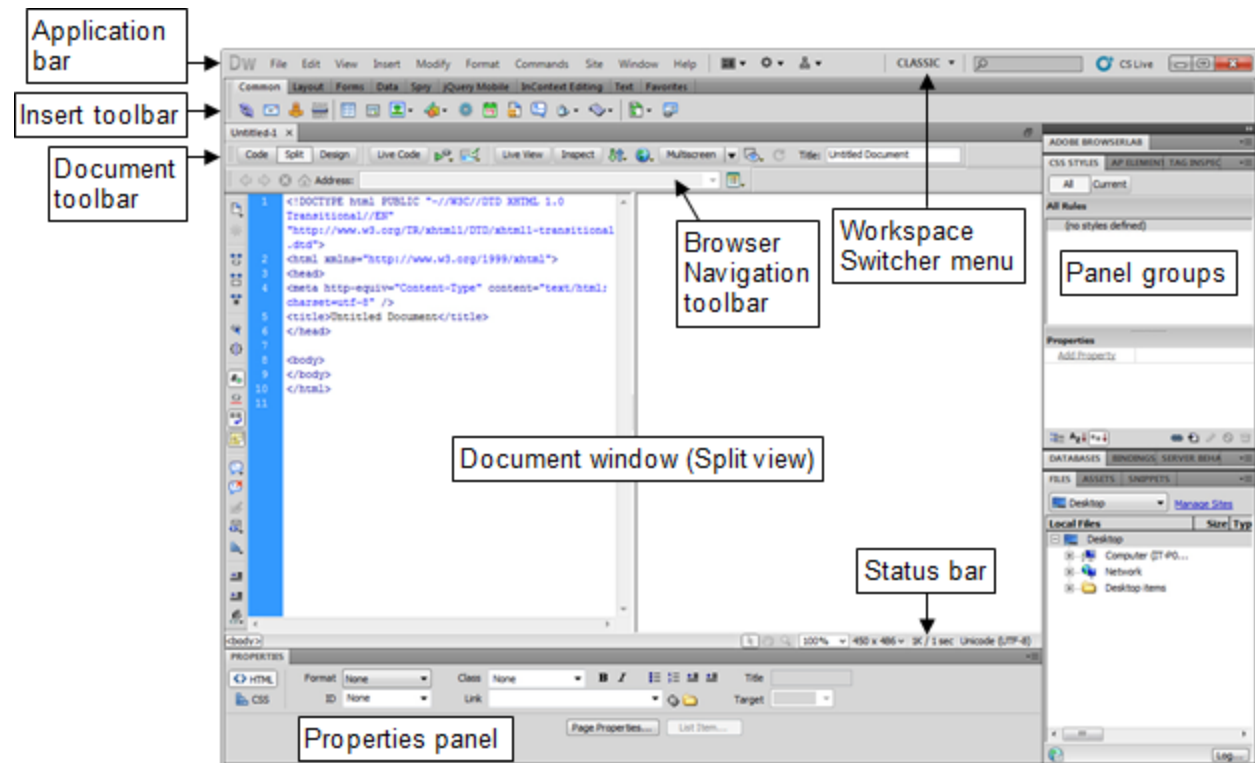 Application
bar
DW File Edit View Insert Modify Format Commands Site Window Help CLASSIC CS Live
Common Layout Forms Data Spry jQuery Mobile InContext Editing Text Favorites
Insert toolbar
Untitled-1 ×
Document
toolbar
Code Split Design Live Code Live View Inspect Multiscreen Title: Untitled Document
Address:
1 <!DOCTYPE html PUBLIC "-//W3C//DTD XHTML 1.0
Transitional//EN"
"http://www.w3.org/TR/xhtml1/DTD/xhtml1-transitional
.dtd">
2 <html xmlns="http://www.w3.org/1999/xhtml">
3 <head>
4 <meta http-equiv="Content-Type" content="text/html;
charset=utf-8" />
5 <title>Untitled Document</title>
6 </head>
7
8 <body>
9 </body>
10 </html>
11
Browser
Navigation
toolbar
Workspace
Switcher menu
ADOBE BROWSERLAB
CSS STYLES AP ELEMENT TAG INSPEC
All Current
All Rules
(no styles defined)
Panel groups
Properties
Add Property
Document window (Split view)
DATABASES BINDINGS SERVER BEHA
FILES ASSETS SNIPPETS
Desktop Manage Sites
Local Files Size Typ
Desktop
Computer (IT-PO...
Network
Desktop items
Status bar
<body> 100% 450 x 486 1K / 1 sec Unicode (UTF-8)
PROPERTIES
<> HTML Format None Class None B I Title
CSS ID None Link Target
Page Properties... List Item...
Properties panel
Log...